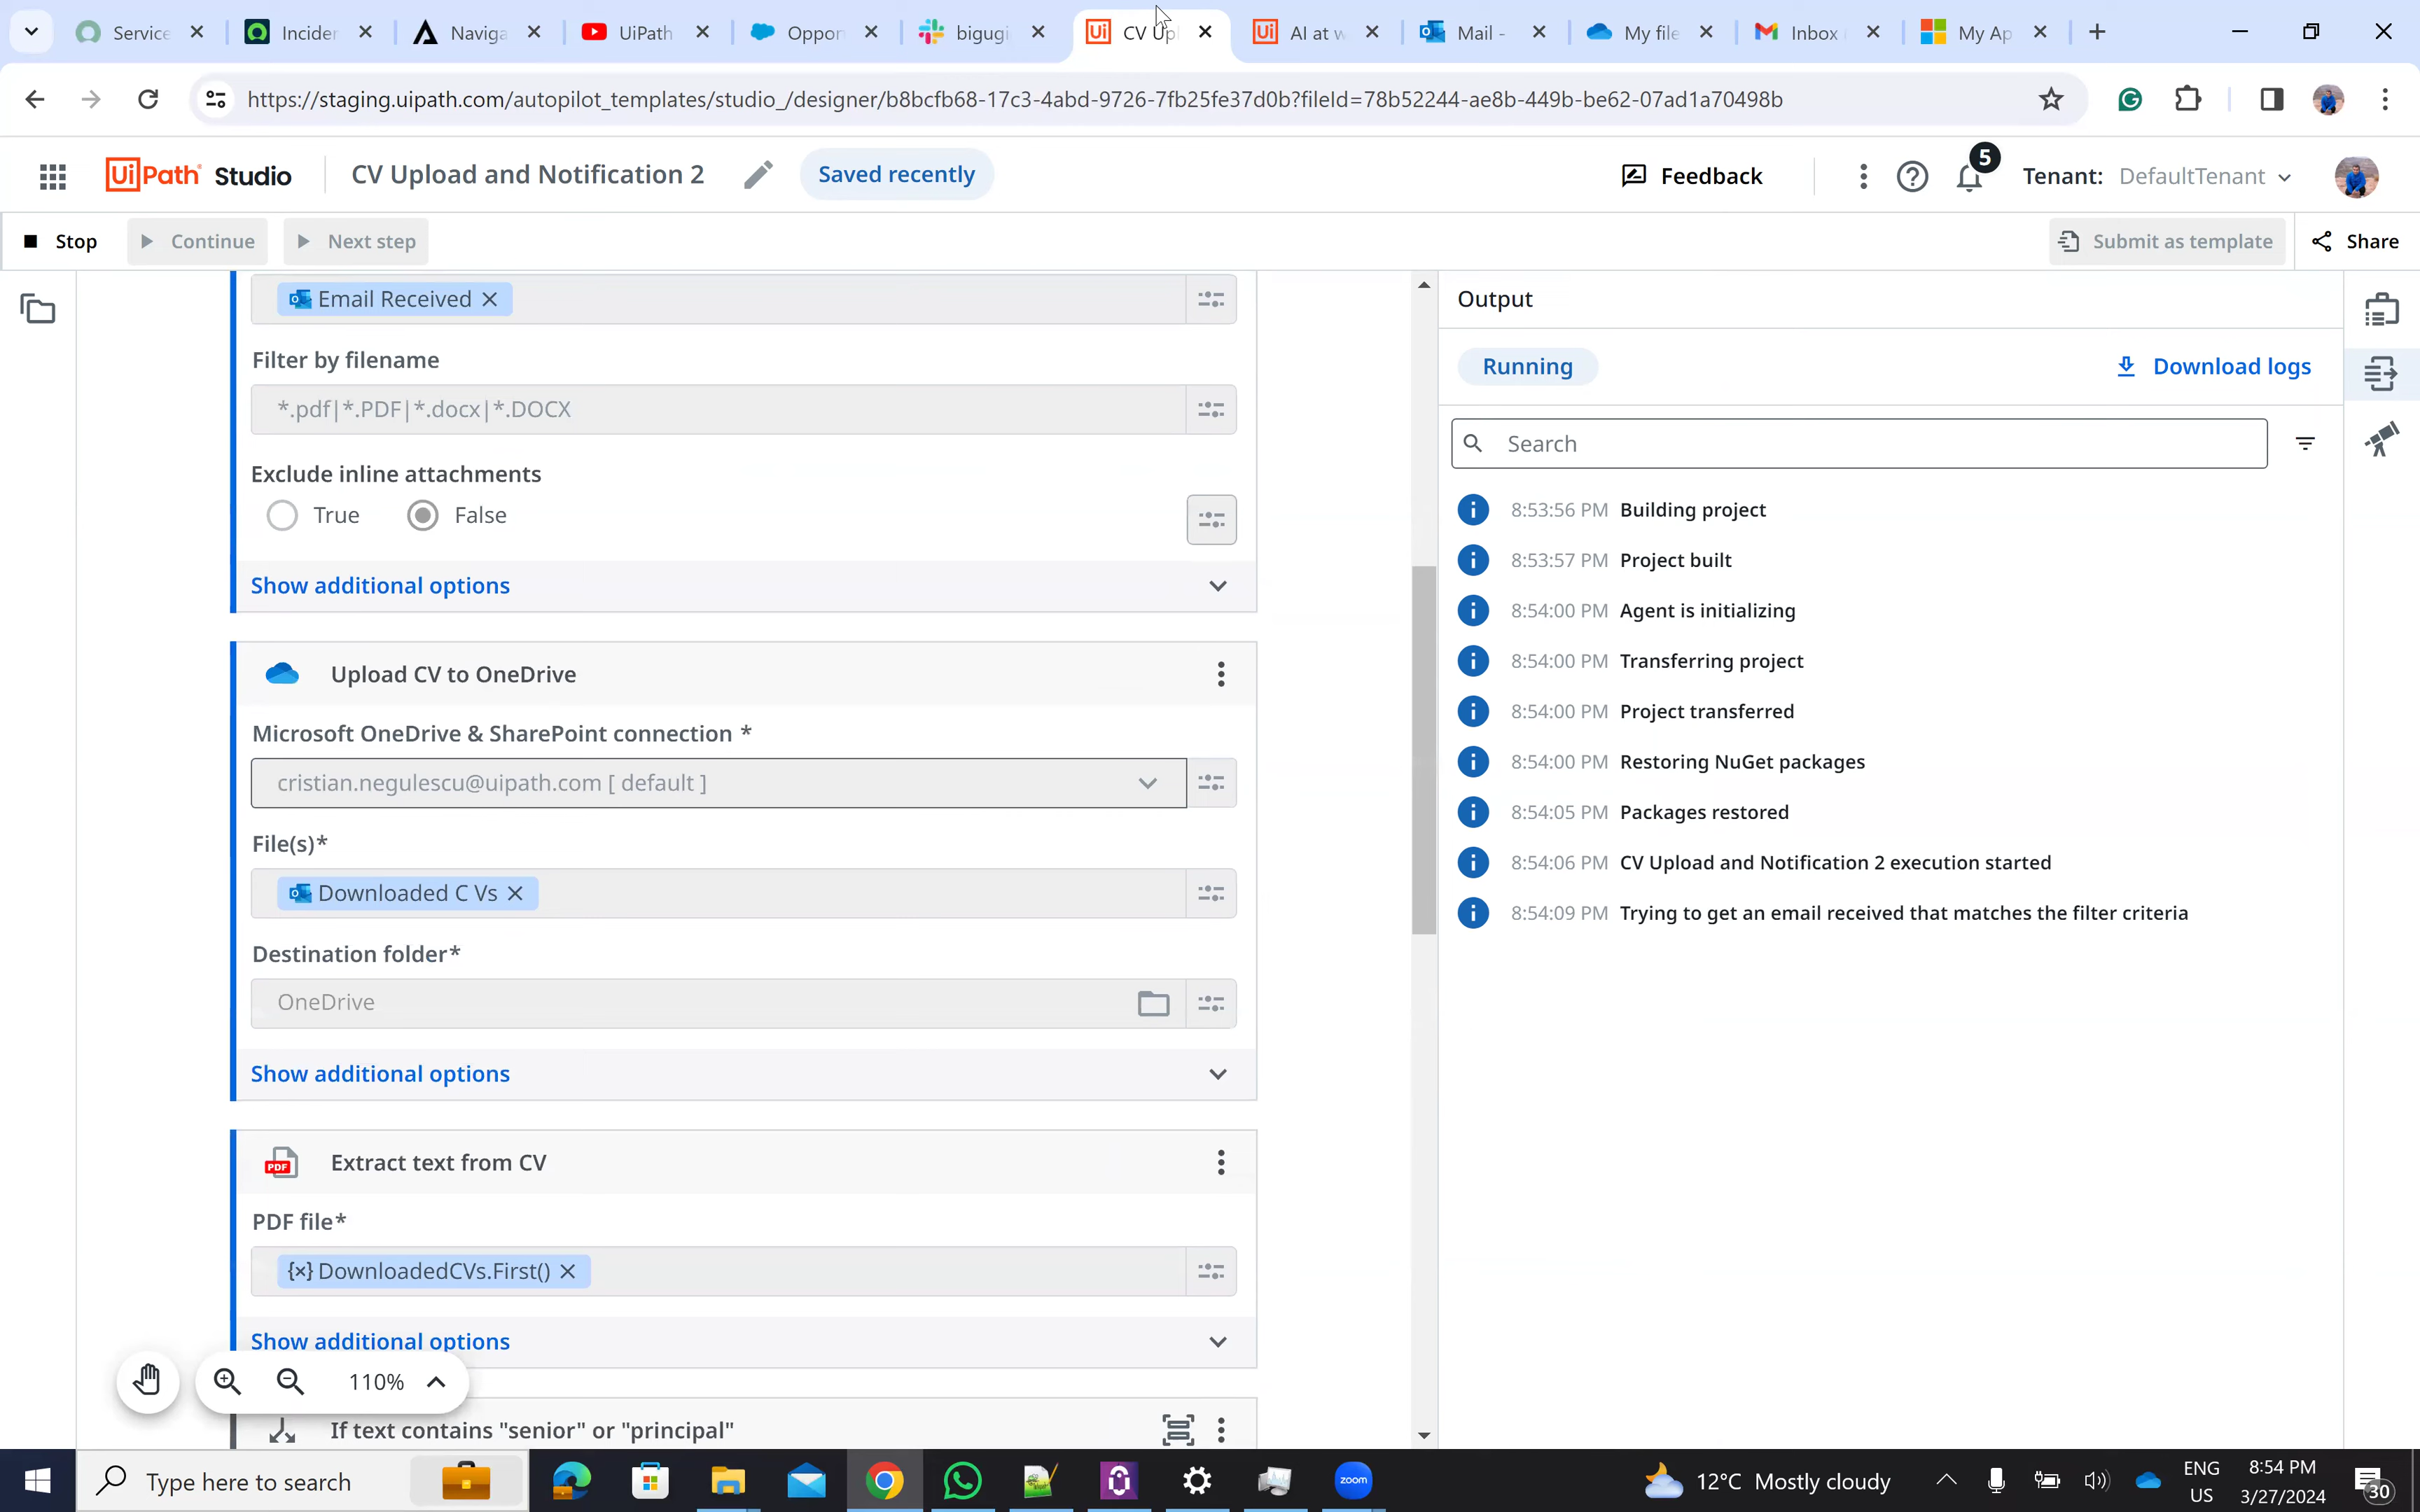 Service
Inciden
Naviga
UiPath
Oppor
bigugi
Ui CV Upl
Ui AI at w
Mail -
My file
Inbox
My Ap
https://staging.uipath.com/autopilot_templates/studio_/designer/b8bcfb68-17c3-4abd-9726-7fb25fe37d0b?fileId=78b52244-ae8b-449b-be62-07ad1a70498b
UiPath Studio
CV Upload and Notification 2
Saved recently
Feedback
5
Tenant: DefaultTenant
Stop
Continue
Next step
Submit as template
Share
Email Received
Filter by filename
*.pdf|*.PDF|*.docx|*.DOCX
Exclude inline attachments
True
False
Show additional options
Upload CV to OneDrive
Microsoft OneDrive & SharePoint connection *
cristian.negulescu@uipath.com [ default ]
File(s)*
Downloaded C Vs
Destination folder*
OneDrive
Show additional options
Extract text from CV
PDF file*
{×} DownloadedCVs.First()
Show additional options
110%
If text contains "senior" or "principal"
Output
Running
Download logs
Search
8:53:56 PM Building project
8:53:57 PM Project built
8:54:00 PM Agent is initializing
8:54:00 PM Transferring project
8:54:00 PM Project transferred
8:54:00 PM Restoring NuGet packages
8:54:05 PM Packages restored
8:54:06 PM CV Upload and Notification 2 execution started
8:54:09 PM Trying to get an email received that matches the filter criteria
Type here to search
zoom
12°C Mostly cloudy
ENG
US
8:54 PM
3/27/2024
30